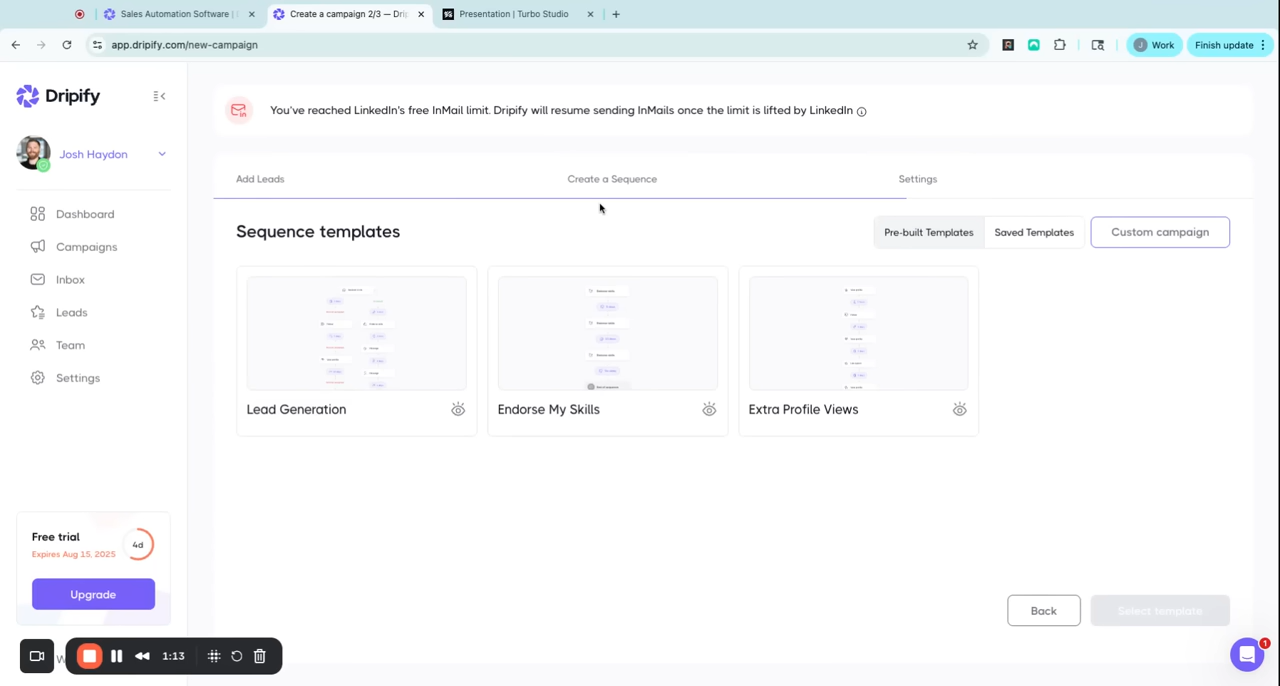 Sales Automation Software |
Create a campaign 2/3 — Drip
Presentation | Turbo Studio
app.dripify.com/new-campaign
J Work
Finish update
Dripify
Josh Haydon
Dashboard
Campaigns
Inbox
Leads
Team
Settings
Free trial
Expires Aug 15, 2025
4d
Upgrade
W
1:13
You've reached LinkedIn's free InMail limit. Dripify will resume sending InMails once the limit is lifted by LinkedIn
Add Leads
Create a Sequence
Settings
Sequence templates
Pre-built Templates
Saved Templates
Custom campaign
Lead Generation
Endorse My Skills
Extra Profile Views
Back
Select template
1